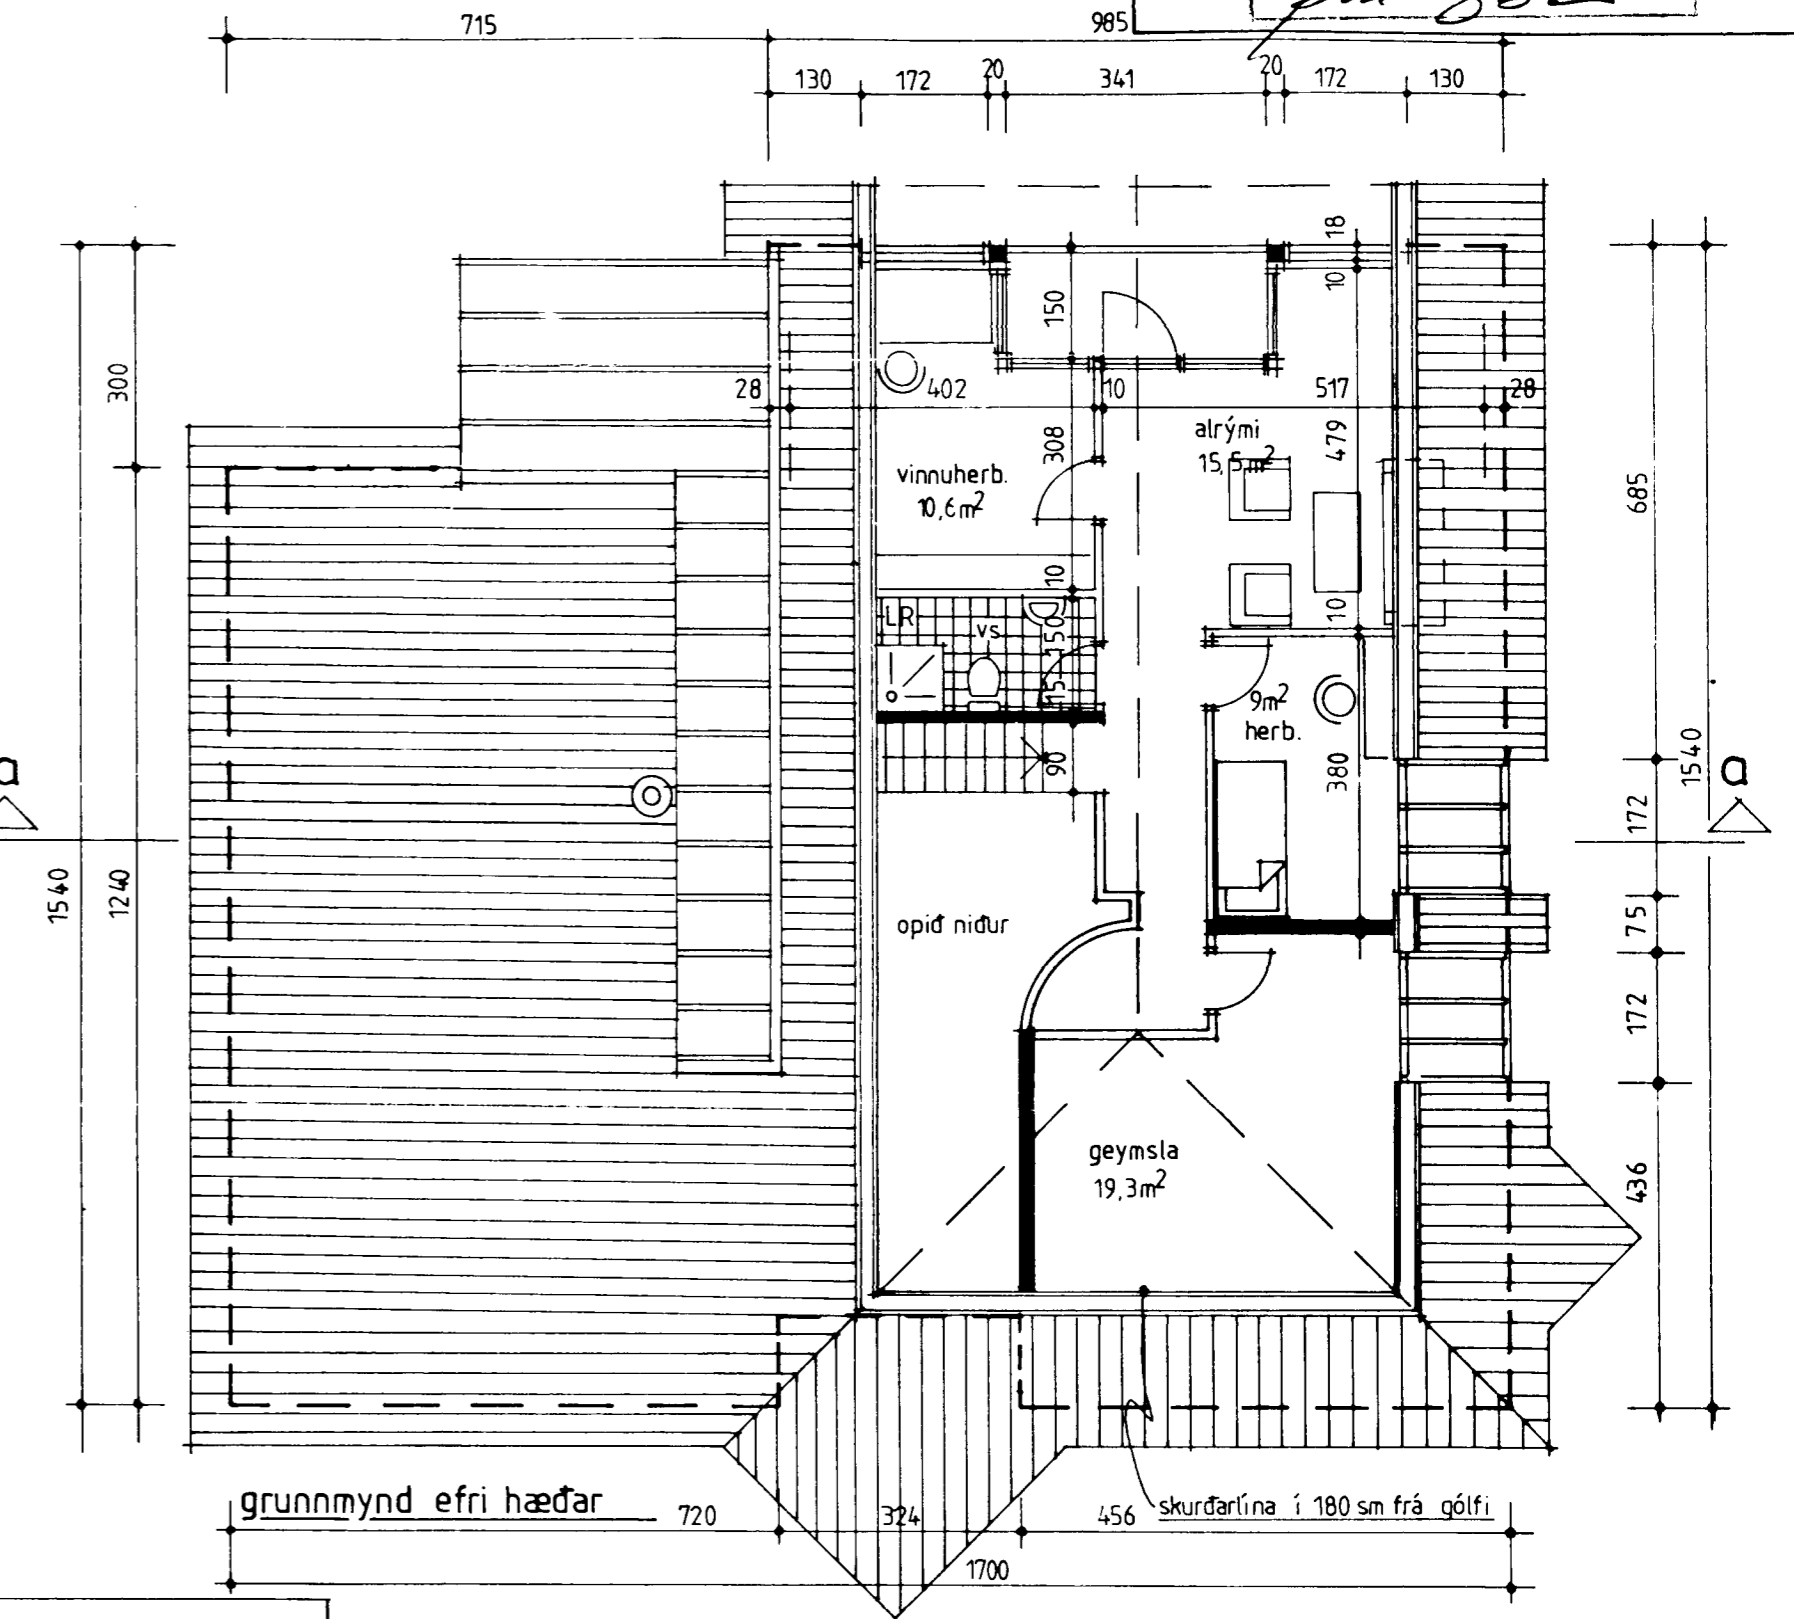 715
985
130 172 20 341 20 172 130
18
10
150
300
28 402 10 517 28
alrými
15,5m²
308
479
vinnuherb.
10,6m²
685
10
10
LR
vs
150
15
9m²
herb.
90
380
a
a
1540
172
1540
1240
75
opið niður
172
geymsla
19,3m²
436
grunnmynd efri hæðar
720 324 456
skurðarlína í 180 sm frá gólfi
1700